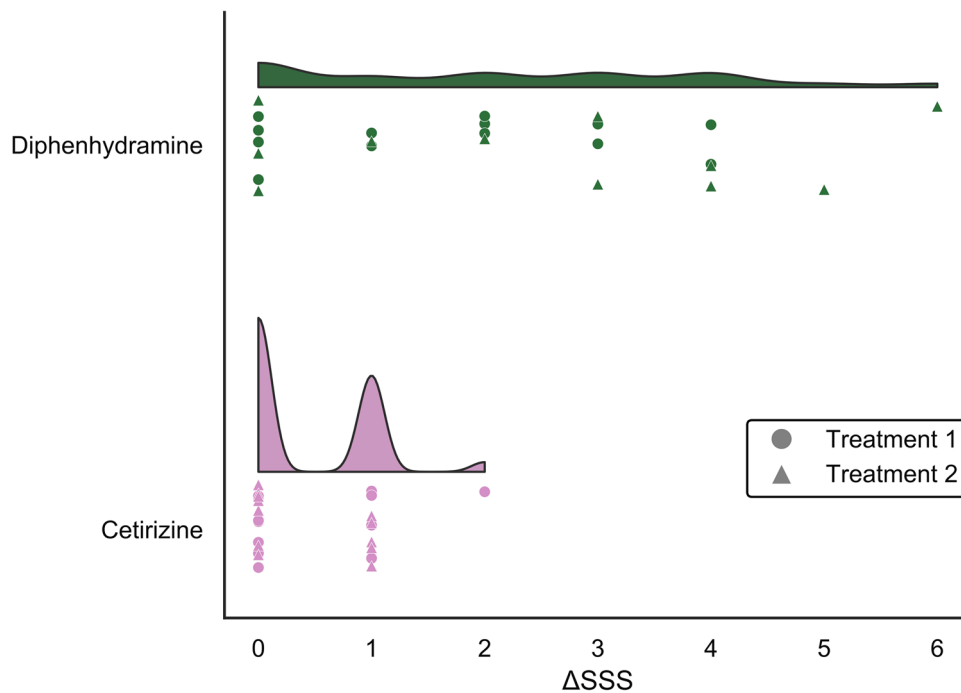 Diphenhydramine
Cetirizine
Treatment 1
Treatment 2
0 1 2 3 4 5 6
ΔSSS